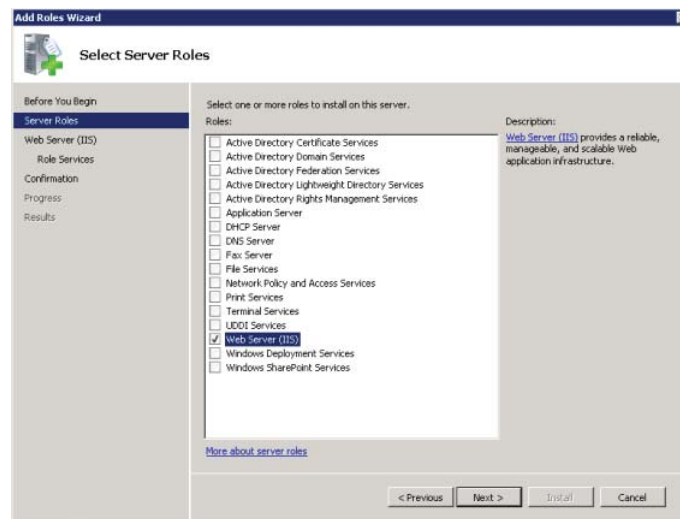 Add Roles Wizard
Select Server Roles
Before You Begin
Server Roles
Web Server (IIS)
Role Services
Confirmation
Progress
Results
Select one or more roles to install on this server.
Roles:
Active Directory Certificate Services
Active Directory Domain Services
Active Directory Federation Services
Active Directory Lightweight Directory Services
Active Directory Rights Management Services
Application Server
DHCP Server
DNS Server
Fax Server
File Services
Network Policy and Access Services
Print Services
Terminal Services
UDDI Services
Web Server (IIS)
Windows Deployment Services
Windows SharePoint Services
More about server roles
Description:
Web Server (IIS) provides a reliable,
manageable, and scalable Web
application infrastructure.
< Previous
Next >
Install
Cancel